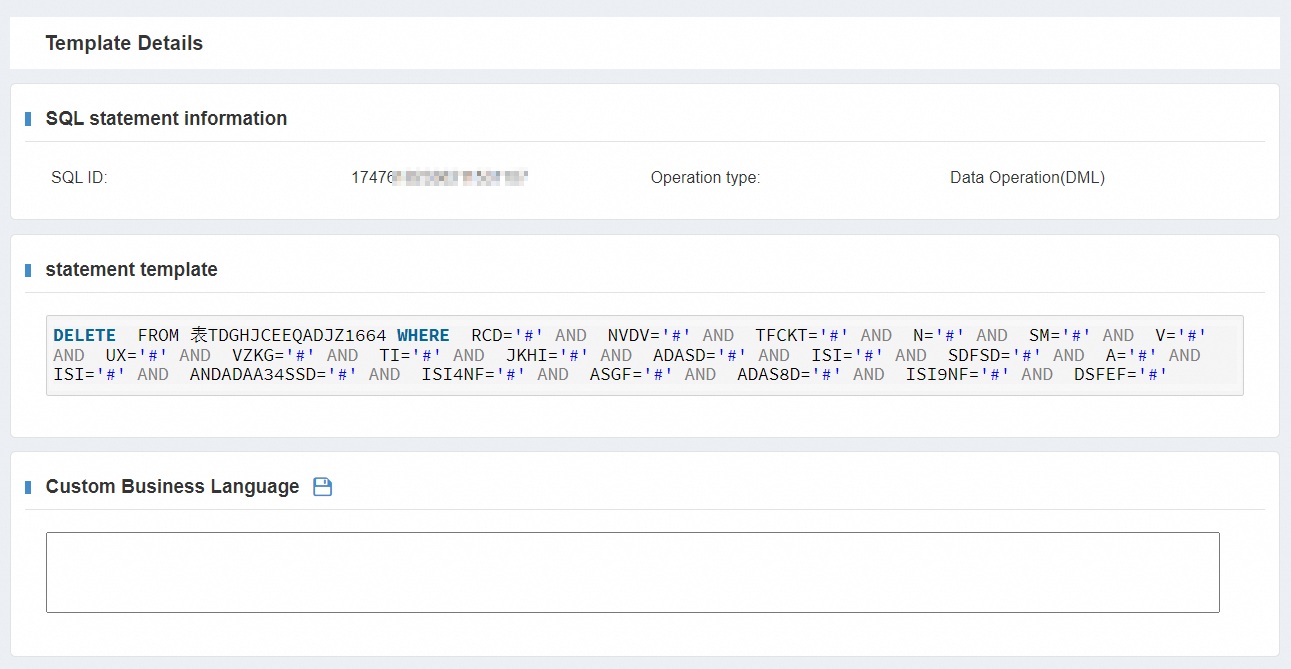 Template Details
SQL statement information
SQL ID: 17476 Operation type: Data Operation(DML)
statement template
DELETE FROM 表TDGHJCEEQADJZ1664 WHERE RCD='#' AND NVDV='#' AND TFCKT='#' AND N='#' AND SM='#' AND V='#'
AND UX='#' AND VZKG='#' AND TI='#' AND JKHI='#' AND ADASD='#' AND ISI='#' AND SDFSD='#' AND A='#' AND
ISI='#' AND ANDADAA34SSD='#' AND ISI4NF='#' AND ASGF='#' AND ADAS8D='#' AND ISI9NF='#' AND DSFEF='#'
Custom Business Language